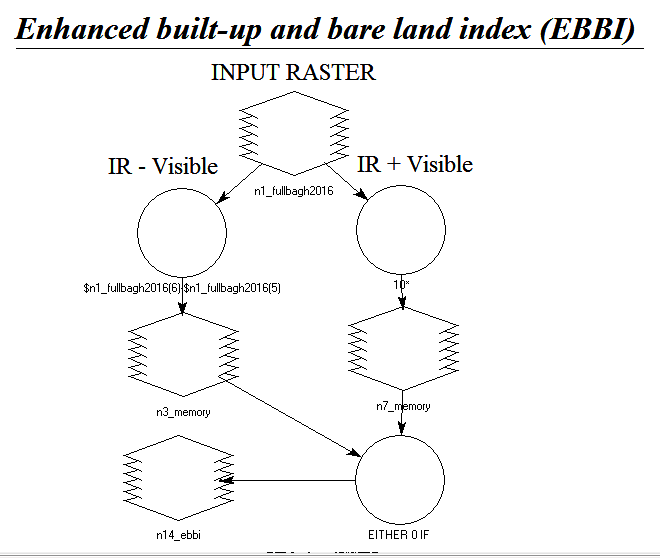 Enhanced built-up and bare land index (EBBI)
INPUT RASTER
IR - Visible
IR + Visible
n1_fullbagh2016
$n1_fullbagh2016(6)-$n1_fullbagh2016(5)
10*
n3_memory
n7_memory
n14_ebbi
EITHER 0 IF